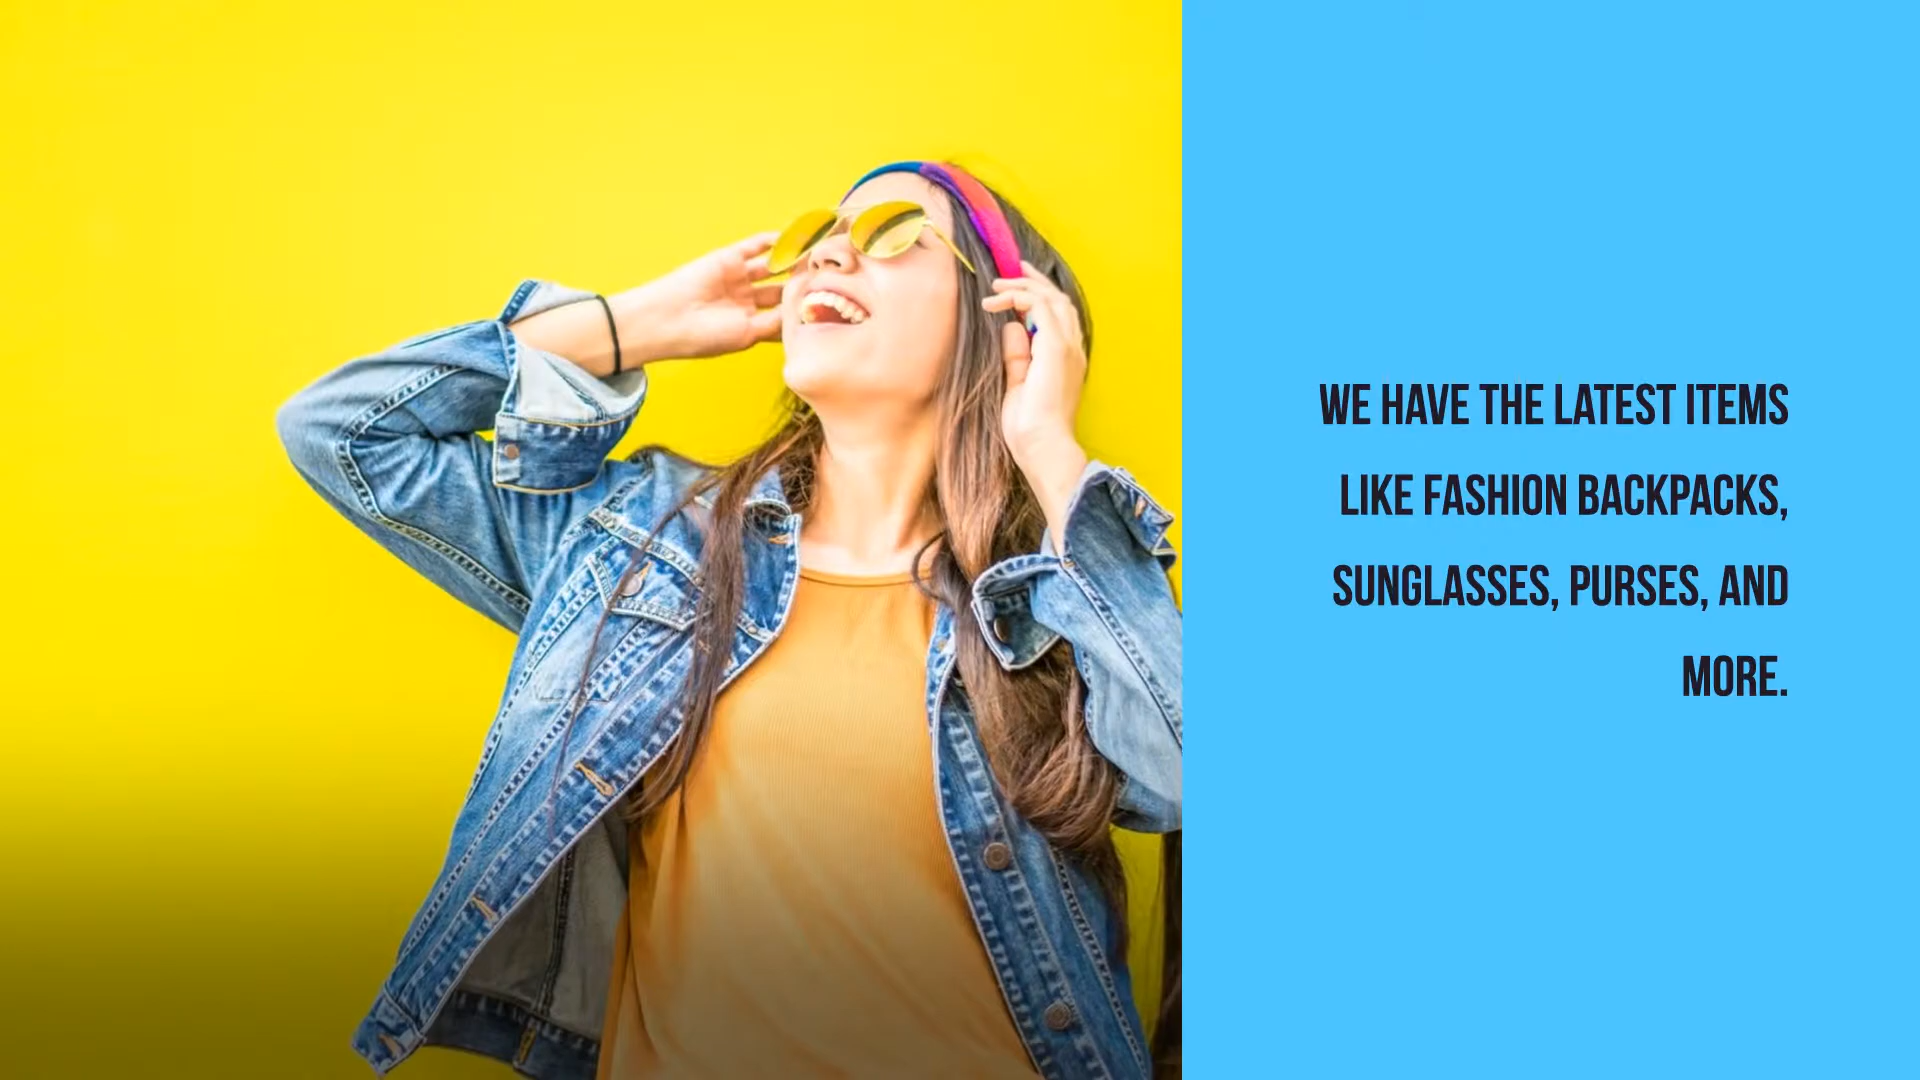 WE HAVE THE LATEST ITEMS
LIKE FASHION BACKPACKS,
SUNGLASSES, PURSES, AND
MORE.